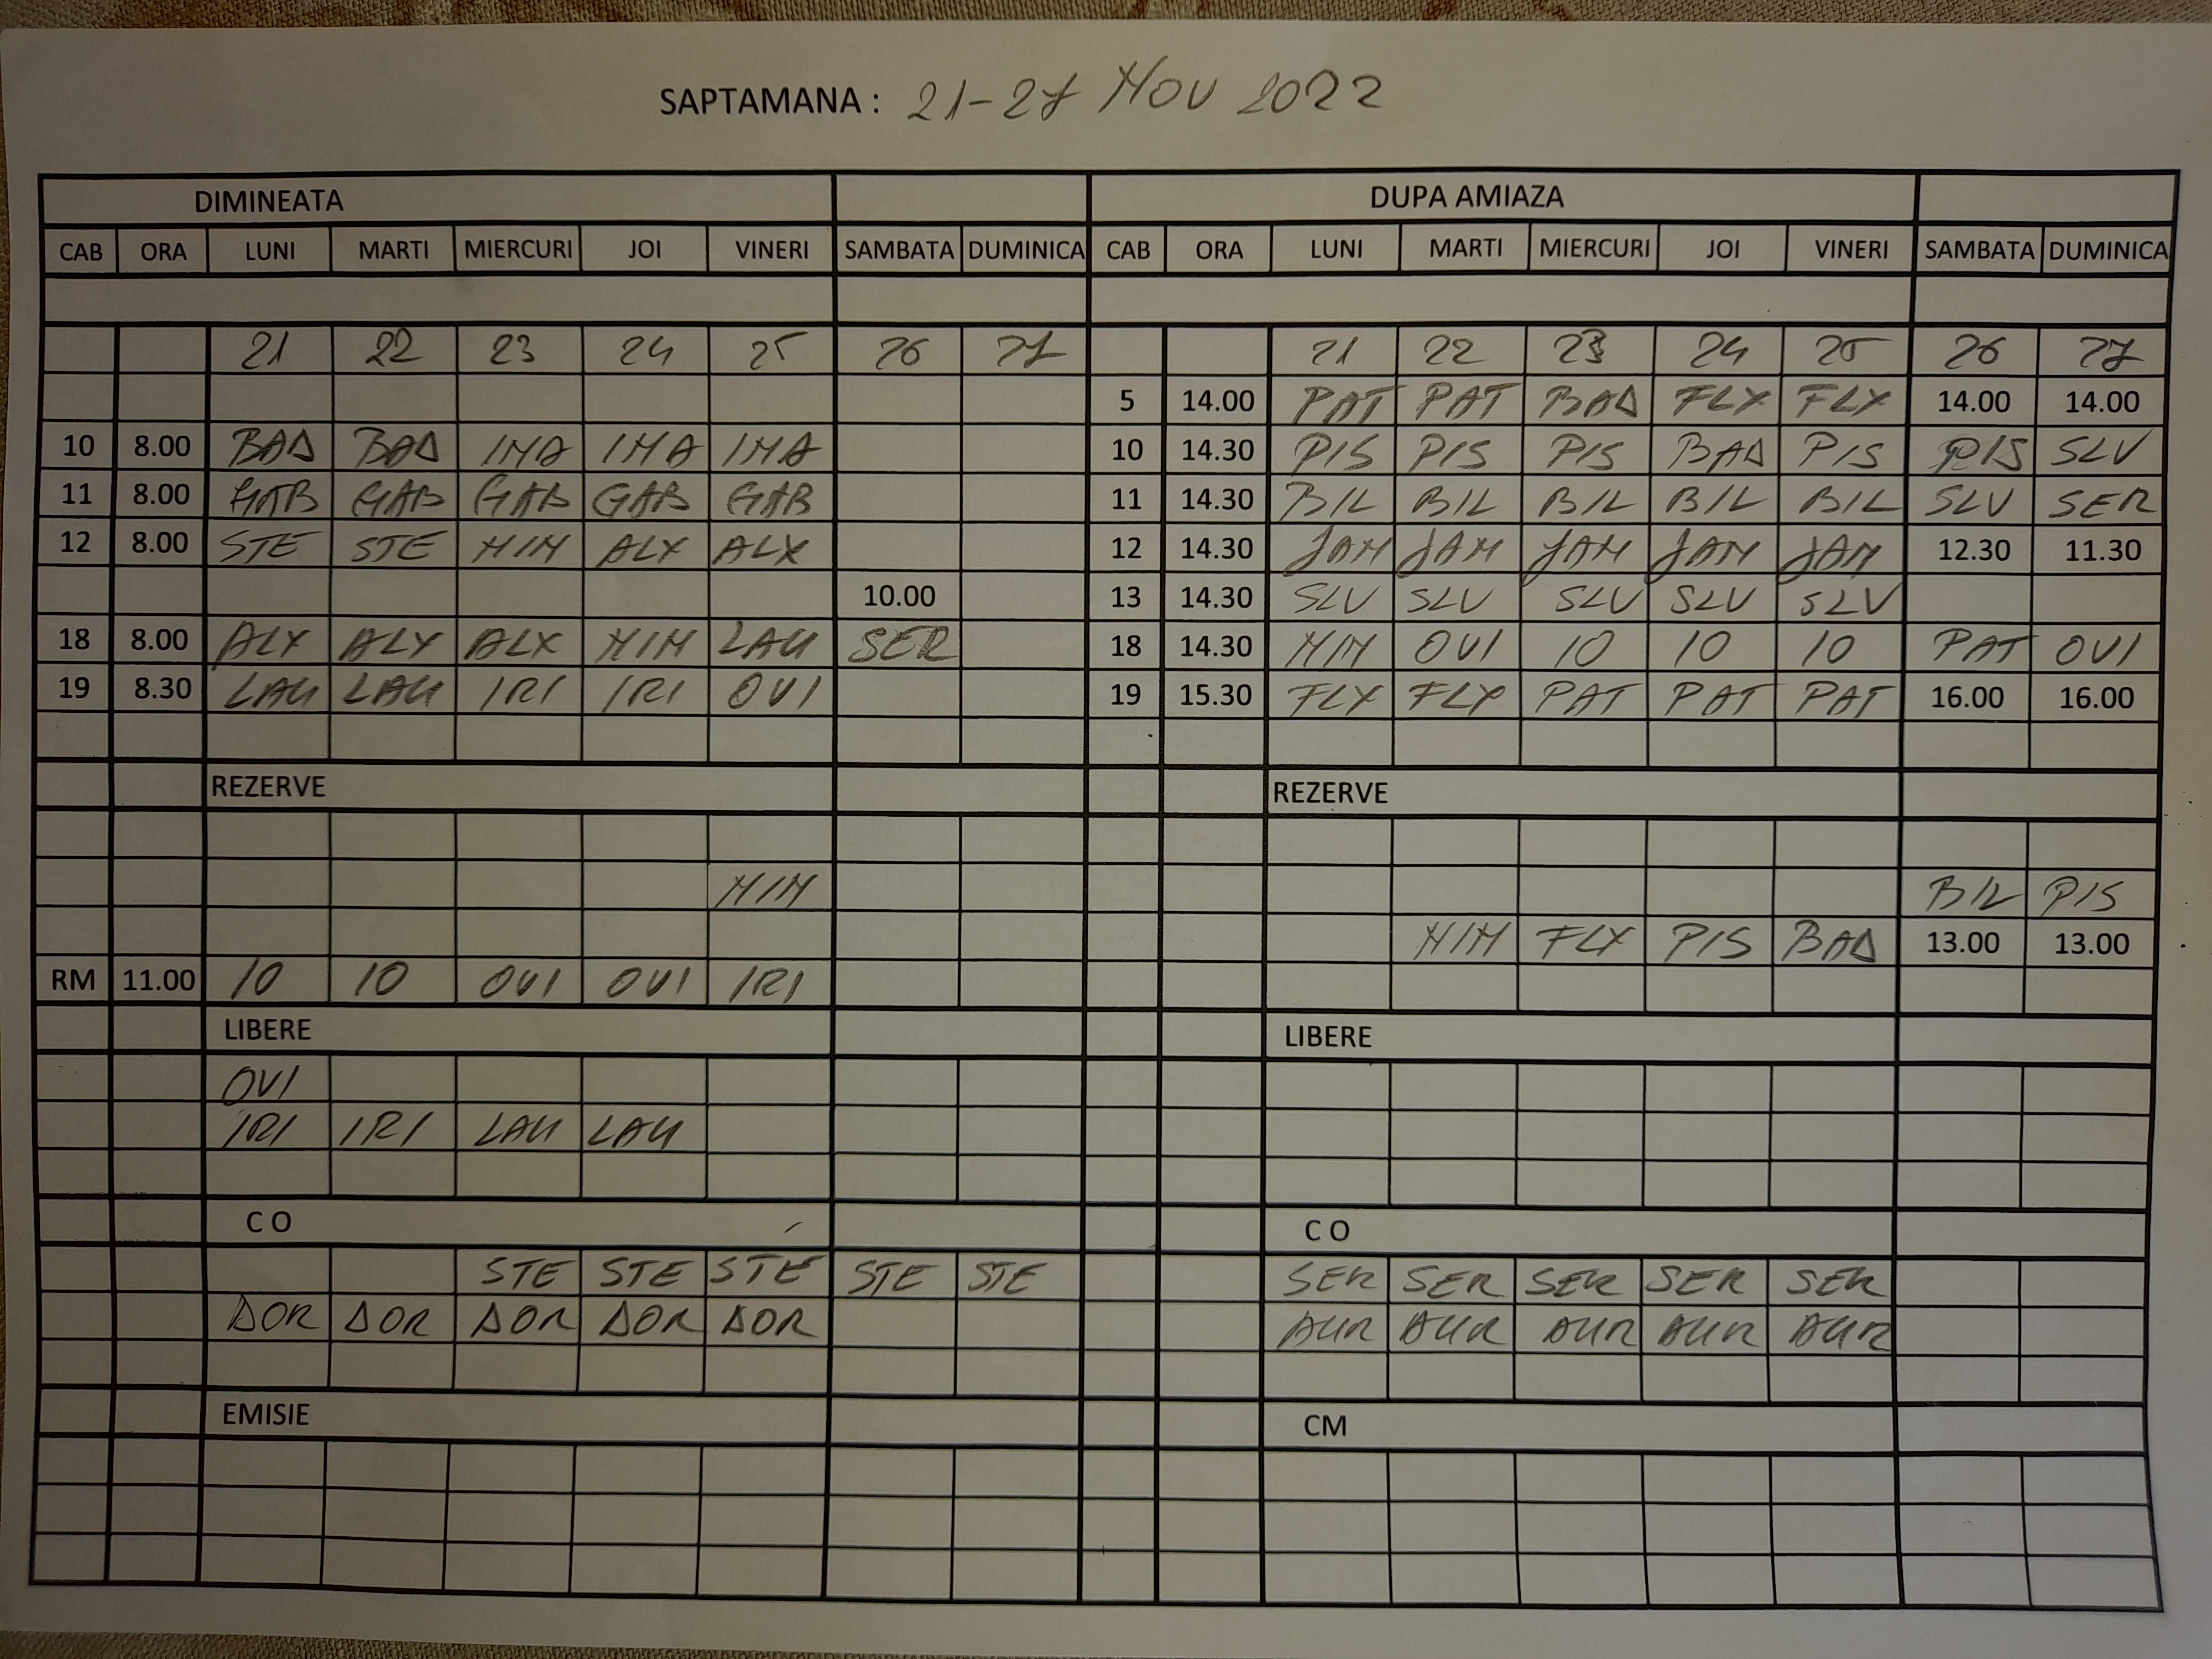 SAPTAMANA : 21-27 NOV 2022
DIMINEATA DUPA AMIAZA
CAB ORA LUNI MARTI MIERCURI JOI VINERI SAMBATA DUMINICA CAB ORA LUNI MARTI MIERCURI JOI VINERI SAMBATA DUMINICA
21 22 23 24 25 26 27 21 22 23 24 25 26 27
5 14.00 PAT PAT BAD FLX FLX 14.00 14.00
10 8.00 BAD BAD INA INA INA 10 14.30 PIS PIS PIS BAD PIS PIS SLV
11 8.00 GAB GAB GAB GAB GAB 11 14.30 BIL BIL BIL BIL BIL SLV SER
12 8.00 STE STE MIM ALX ALX 12 14.30 JAN JAN JAN JAN JAN 12.30 11.30
10.00 13 14.30 SLV SLV SLV SLV SLV
18 8.00 ALX ALX ALX MIM LAU SER 18 14.30 MIM OVI IO IO IO PAT OVI
19 8.30 LAU LAU IRI IRI OVI 19 15.30 FLX FLX PAT PAT PAT 16.00 16.00
REZERVE REZERVE
MIM BIL PIS
MIM FLX PIS BAD 13.00 13.00
RM 11.00 IO IO OVI OVI IRI
LIBERE LIBERE
OVI
IRI IRI LAU LAU
C O C O
STE STE STE STE STE SER SER SER SER SER
DOR DOR DOR DOR DOR AUR AUR AUR AUR AUR
EMISIE CM